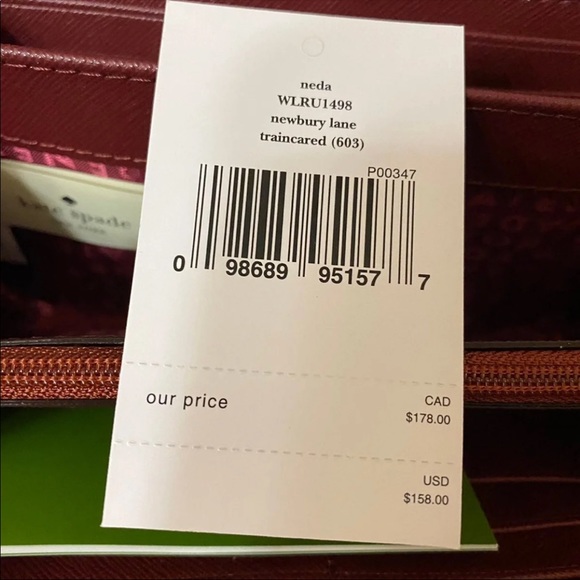 neda
WLRU1498
newbury lane
traincared (603)
P00347
0 98689 95157 7
our price
CAD
$178.00
USD
$158.00
kate spade